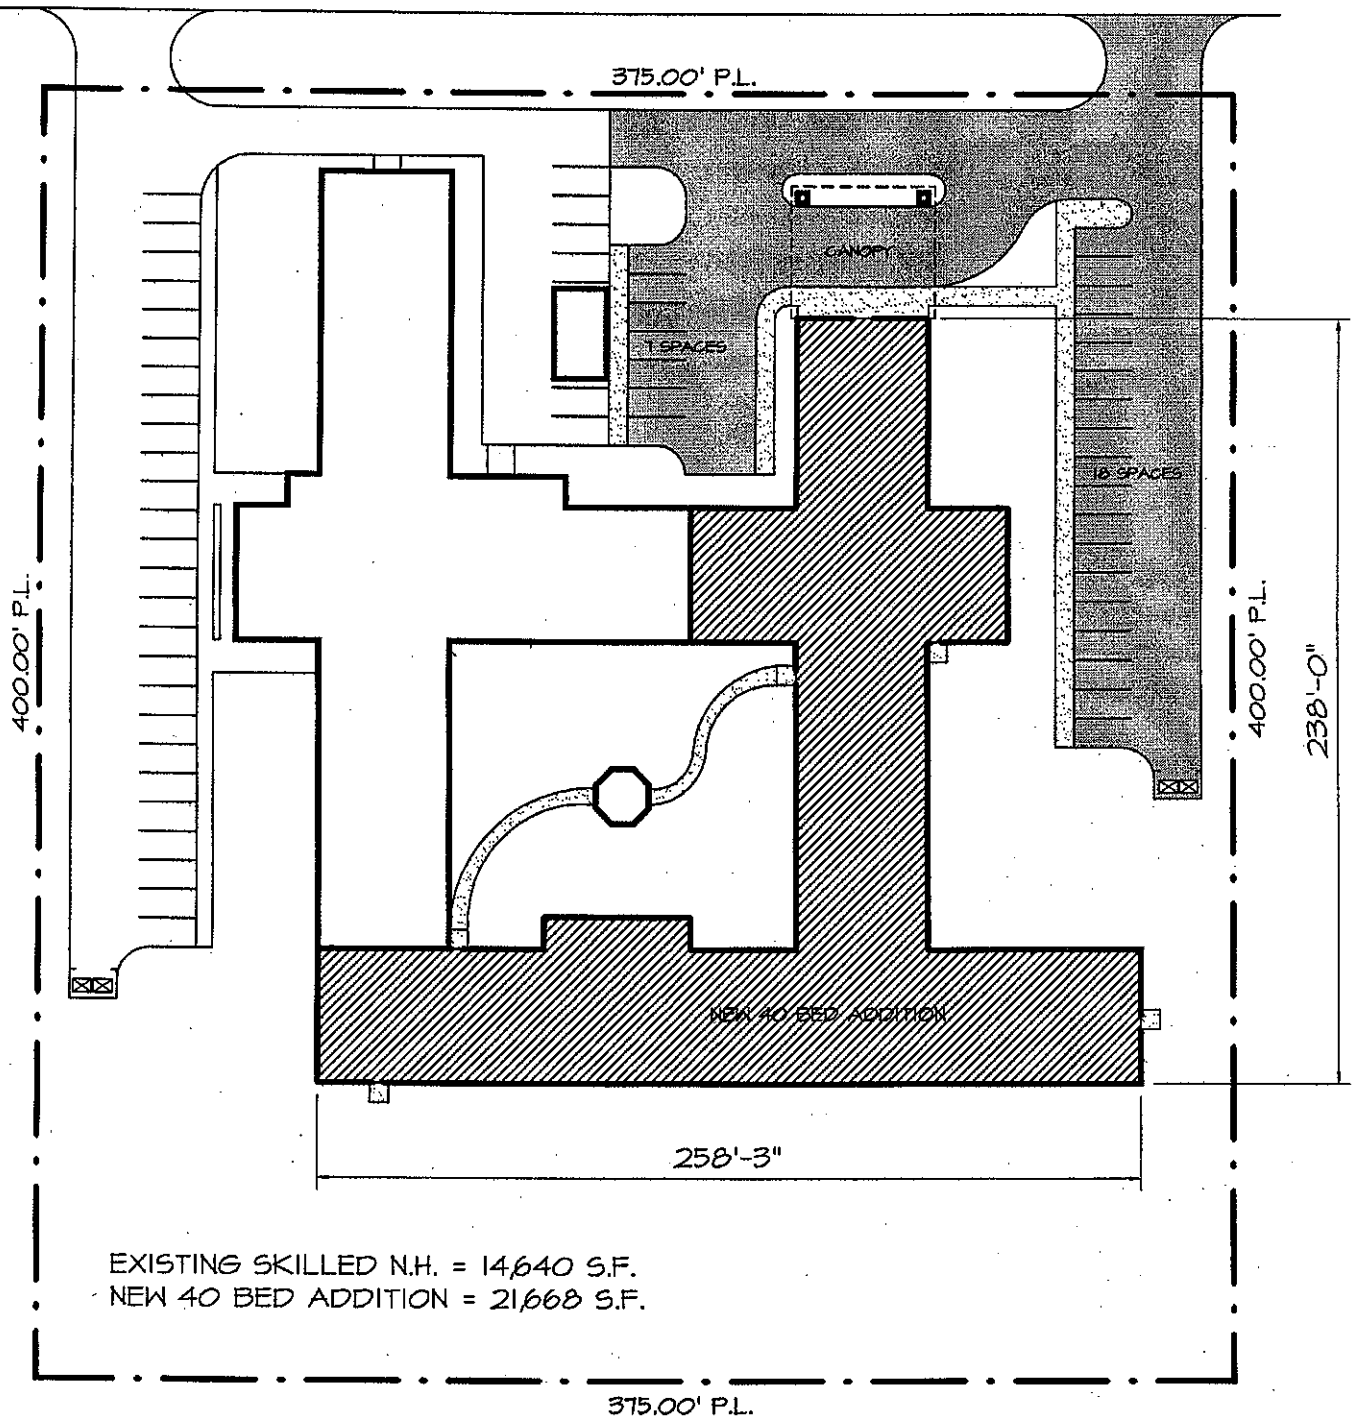 375.00' P.L.
CANOPY
7 SPACES
18 SPACES
400.00' P.L.
400.00' P.L.
238'-0"
NEW 40 BED ADDITION
258'-3"
EXISTING SKILLED N.H. = 14,640 S.F.
NEW 40 BED ADDITION = 21,668 S.F.
375.00' P.L.